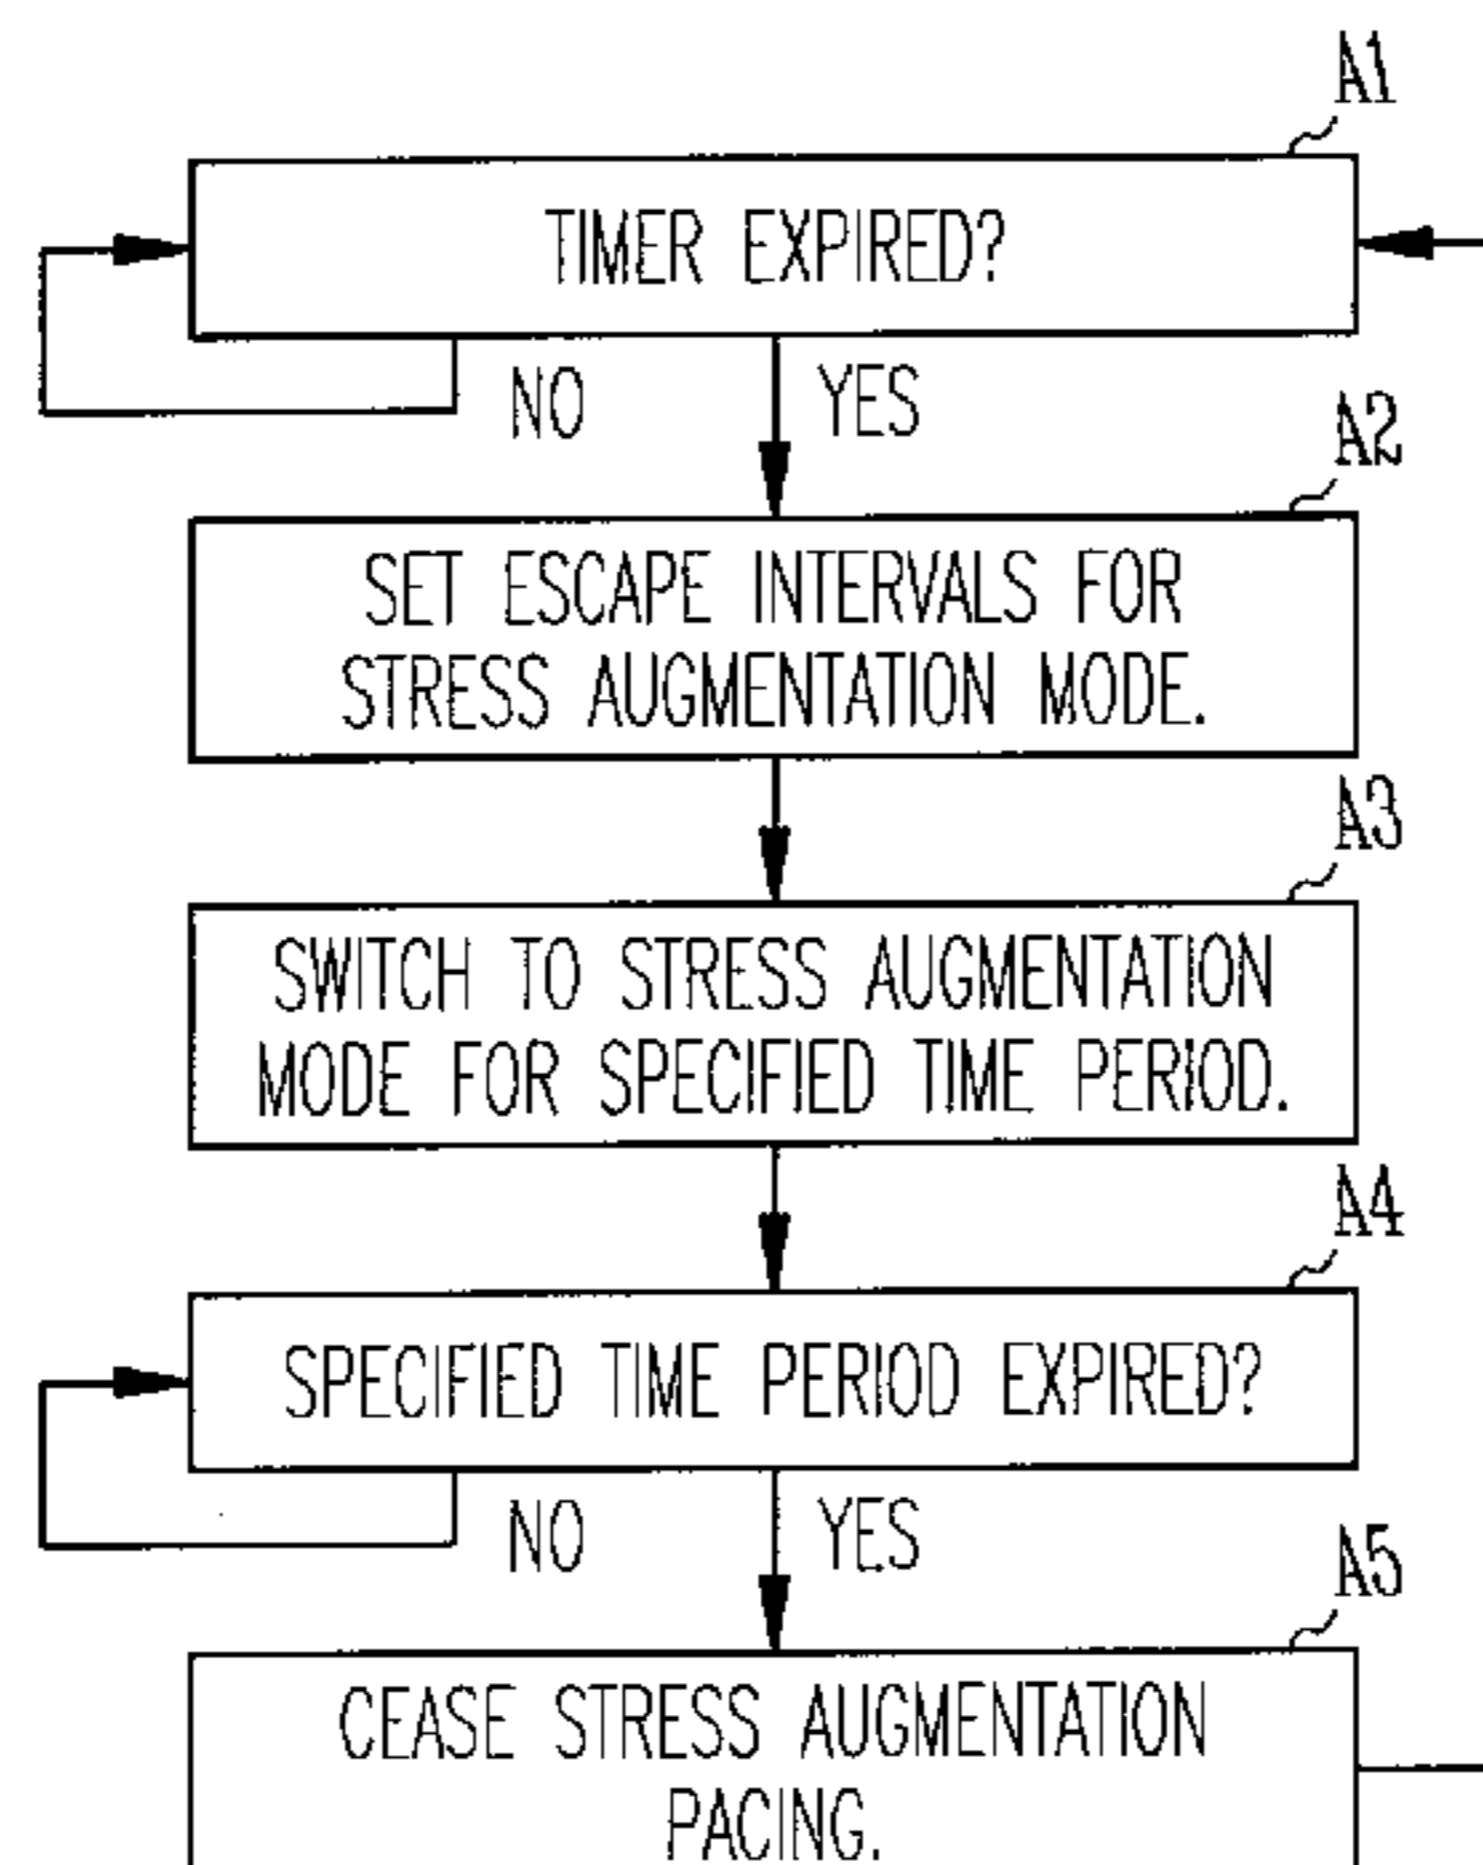 A1
TIMER EXPIRED?
NO
YES
A2
SET ESCAPE INTERVALS FOR
STRESS AUGMENTATION MODE.
A3
SWITCH TO STRESS AUGMENTATION
MODE FOR SPECIFIED TIME PERIOD.
A4
SPECIFIED TIME PERIOD EXPIRED?
NO
YES
A5
CEASE STRESS AUGMENTATION
PACING.